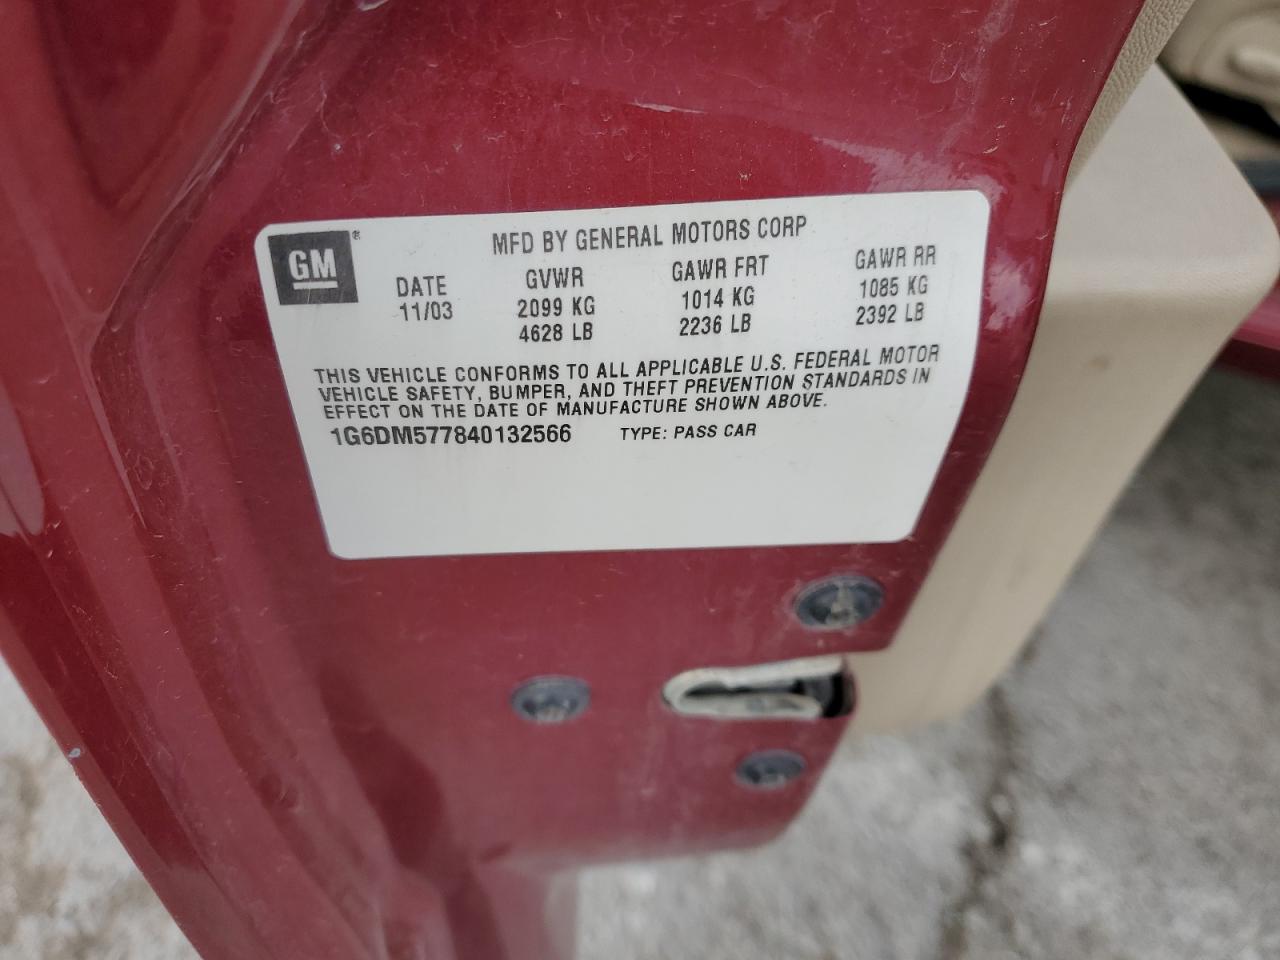 GM®
MFD BY GENERAL MOTORS CORP
DATE GVWR GAWR FRT GAWR RR
11/03 2099 KG 1014 KG 1085 KG
4628 LB 2236 LB 2392 LB
THIS VEHICLE CONFORMS TO ALL APPLICABLE U.S. FEDERAL MOTOR
VEHICLE SAFETY, BUMPER, AND THEFT PREVENTION STANDARDS IN
EFFECT ON THE DATE OF MANUFACTURE SHOWN ABOVE.
1G6DM577840132566 TYPE: PASS CAR